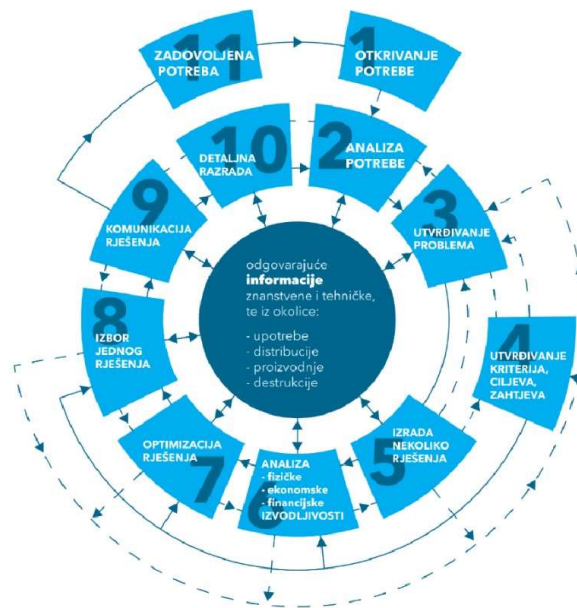 11
ZADOVOLJENA
POTREBA
1
OTKRIVANJE
POTREBE
2
ANALIZA
POTREBE
3
UTVRĐIVANJE
PROBLEMA
4
UTVRĐIVANJE
KRITERIJA,
CILJEVA,
ZAHTJEVA
5
IZRADA
NEKOLIKO
RJEŠENJA
6
ANALIZA
- fizičke
- ekonomske
- financijske
IZVODLJIVOSTI
7
OPTIMIZACIJA
RJEŠENJA
8
IZBOR
JEDNOG
RJEŠENJA
9
KOMUNIKACIJA
RJEŠENJA
10
DETALJNA
RAZRADA
odgovarajuće
informacije
znanstvene i tehničke,
te iz okolice:
- upotrebe
- distribucije
- proizvodnje
- destrukcije